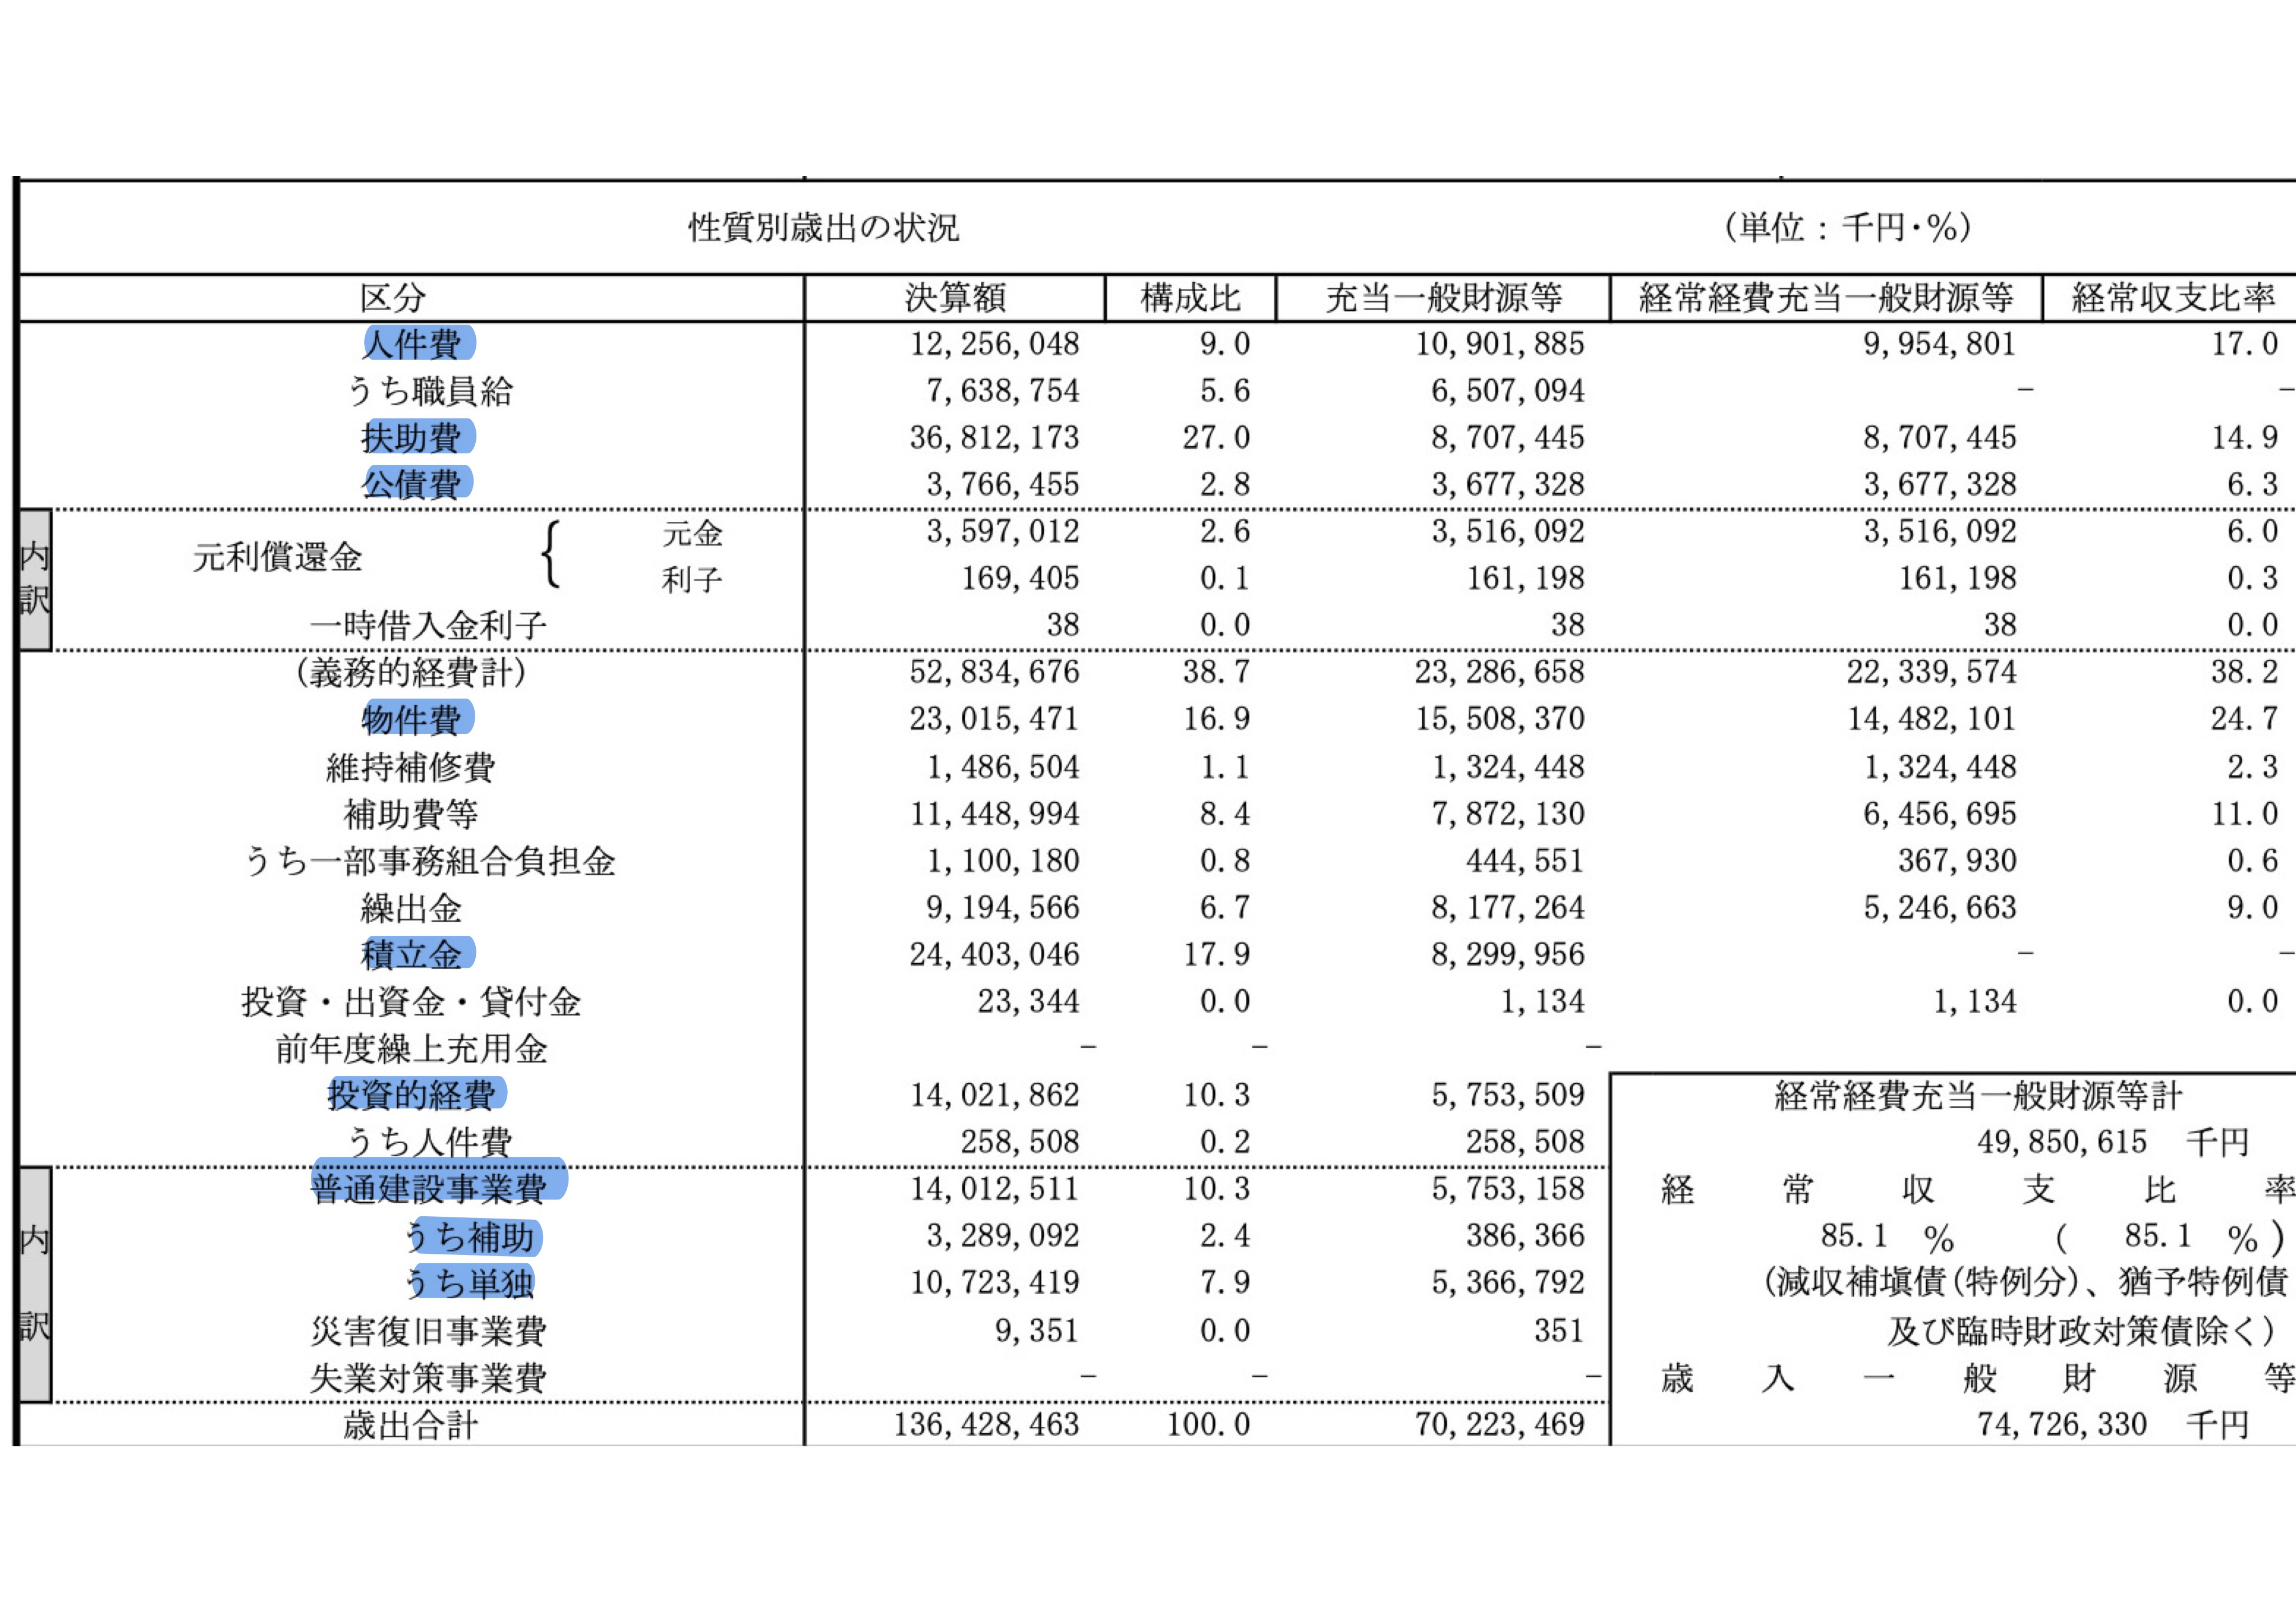 性質別歳出の状況 (単位：千円・%)
区分 決算額 構成比 充当一般財源等 経常経費充当一般財源等 経常収支比率
人件費 12,256,048 9.0 10,901,885 9,954,801 17.0
うち職員給 7,638,754 5.6 6,507,094 － －
扶助費 36,812,173 27.0 8,707,445 8,707,445 14.9
公債費 3,766,455 2.8 3,677,328 3,677,328 6.3
内訳
元利償還金 { 元金 3,597,012 2.6 3,516,092 3,516,092 6.0
利子 169,405 0.1 161,198 161,198 0.3
一時借入金利子 38 0.0 38 38 0.0
(義務的経費計) 52,834,676 38.7 23,286,658 22,339,574 38.2
物件費 23,015,471 16.9 15,508,370 14,482,101 24.7
維持補修費 1,486,504 1.1 1,324,448 1,324,448 2.3
補助費等 11,448,994 8.4 7,872,130 6,456,695 11.0
うち一部事務組合負担金 1,100,180 0.8 444,551 367,930 0.6
繰出金 9,194,566 6.7 8,177,264 5,246,663 9.0
積立金 24,403,046 17.9 8,299,956 － －
投資・出資金・貸付金 23,344 0.0 1,134 1,134 0.0
前年度繰上充用金 － － －
投資的経費 14,021,862 10.3 5,753,509 経常経費充当一般財源等計
うち人件費 258,508 0.2 258,508 49,850,615 千円
内訳
普通建設事業費 14,012,511 10.3 5,753,158 経常収支比率
うち補助 3,289,092 2.4 386,366 85.1 % ( 85.1 %)
うち単独 10,723,419 7.9 5,366,792 (減収補塡債(特例分)、猶予特例債
災害復旧事業費 9,351 0.0 351 及び臨時財政対策債除く)
失業対策事業費 － － － 歳入一般財源等
歳出合計 136,428,463 100.0 70,223,469 74,726,330 千円